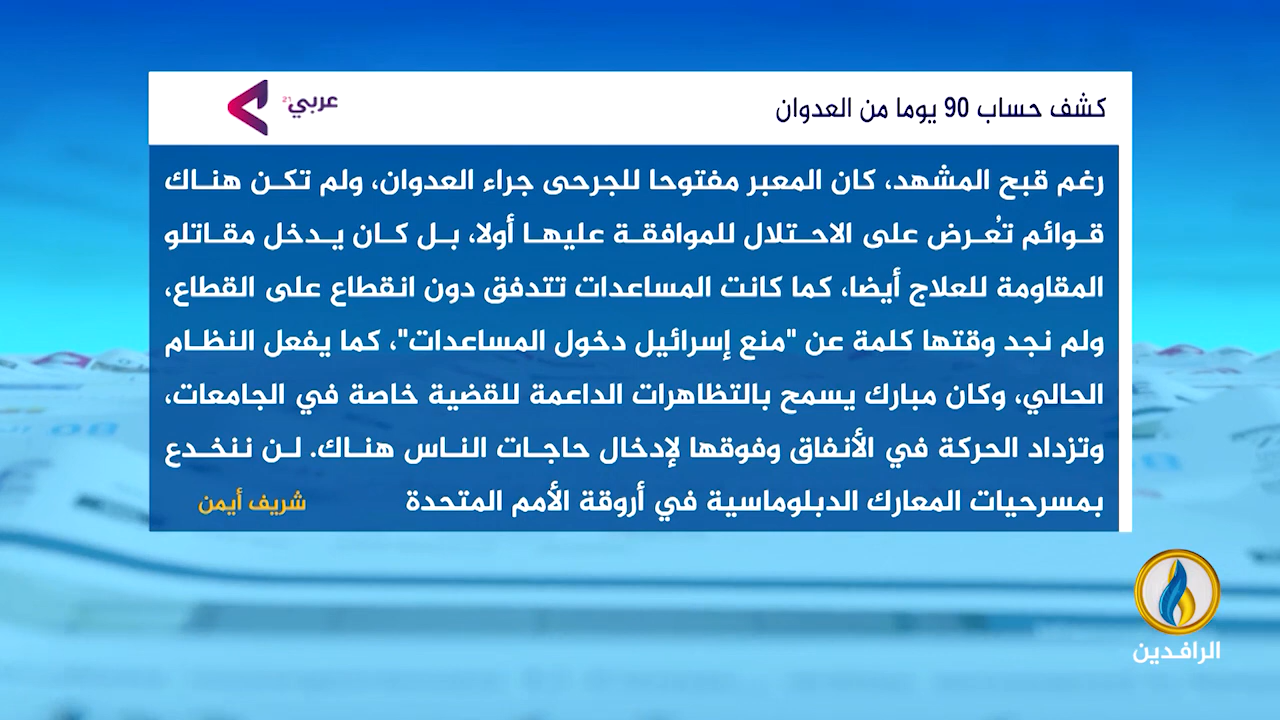 كشف حساب 90 يوما من العدوان
عربي21
رغم قبح المشهد، كان المعبر مفتوحا للجرحى جراء العدوان، ولم تكن هناك
قوائم تُعرض على الاحتلال للموافقة عليها أولا، بل كان يدخل مقاتلو
المقاومة للعلاج أيضا، كما كانت المساعدات تتدفق دون انقطاع على القطاع،
ولم نجد وقتها كلمة عن "منع إسرائيل دخول المساعدات"، كما يفعل النظام
الحالي، وكان مبارك يسمح بالتظاهرات الداعمة للقضية خاصة في الجامعات،
وتزداد الحركة في الأنفاق وفوقها لإدخال حاجات الناس هناك. لن ننخدع
بمسرحيات المعارك الدبلوماسية في أروقة الأمم المتحدة
شريف أيمن
الرافدين